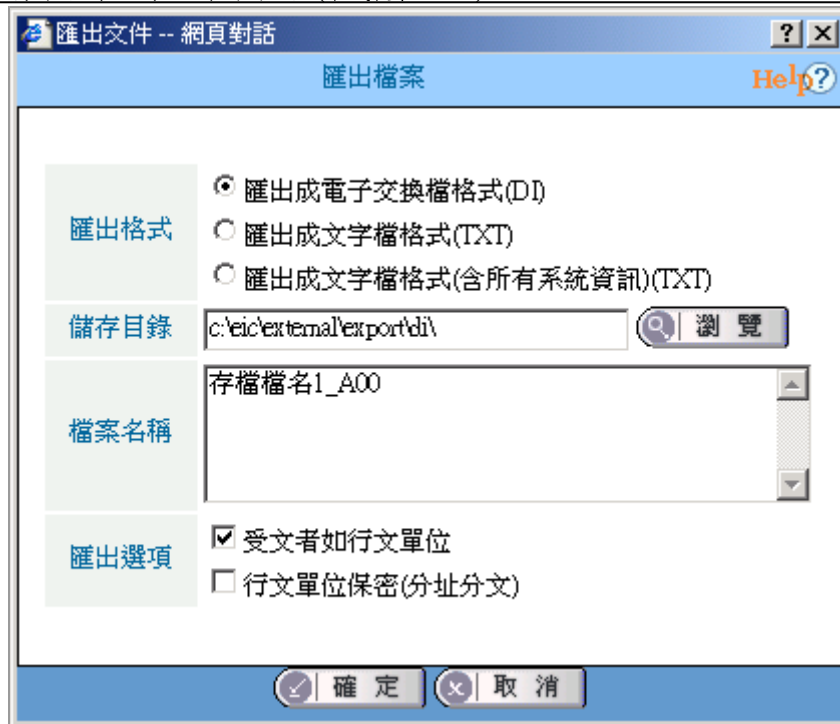 匯出文件 -- 網頁對話
匯出檔案
Help?
匯出格式
匯出成電子交換檔格式(DI)
匯出成文字檔格式(TXT)
匯出成文字檔格式(含所有系統資訊)(TXT)
儲存目錄
c:\eic\external\export\di\
瀏 覽
檔案名稱
存檔檔名1_A00
匯出選項
受文者如行文單位
行文單位保密(分址分文)
確 定
取 消